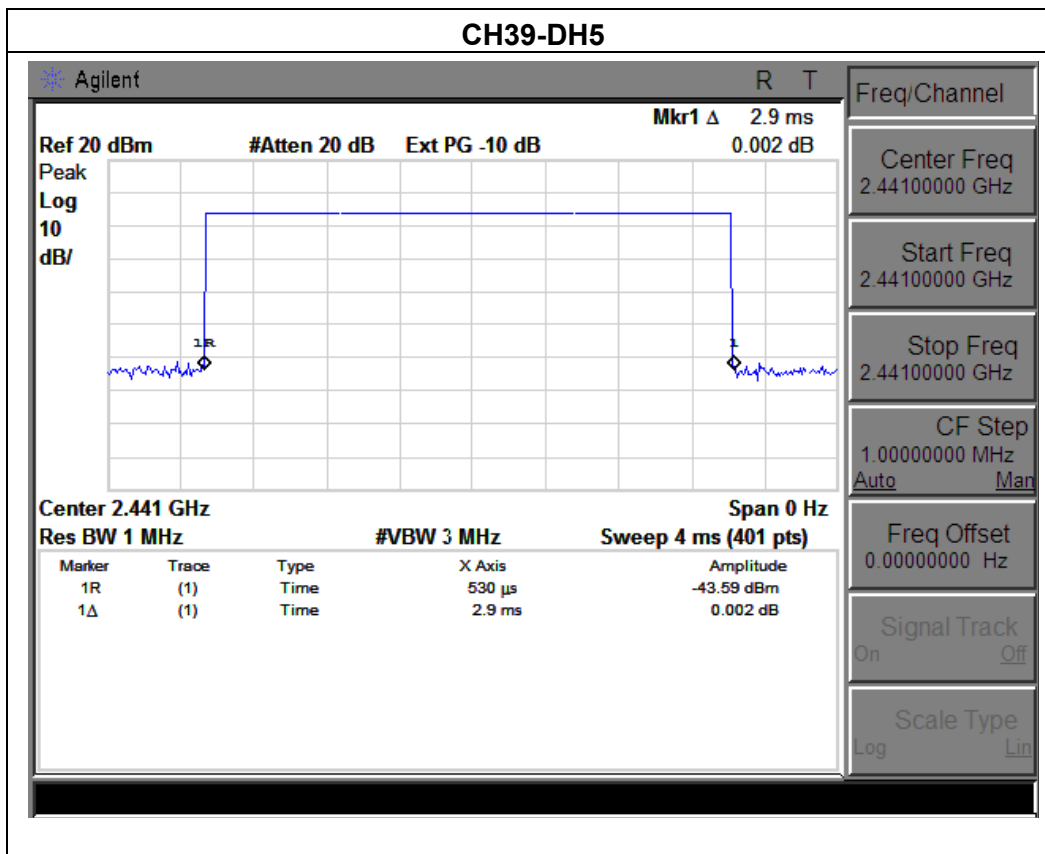 CH39-DH5
Agilent R T
Mkr1 Δ 2.9 ms
Ref 20 dBm #Atten 20 dB Ext PG -10 dB 0.002 dB
Peak
Log
10
dB/
1R
1
Center 2.441 GHz Span 0 Hz
Res BW 1 MHz #VBW 3 MHz Sweep 4 ms (401 pts)
Marker Trace Type X Axis Amplitude
1R (1) Time 530 µs -43.59 dBm
1Δ (1) Time 2.9 ms 0.002 dB
Freq/Channel
Center Freq
2.44100000 GHz
Start Freq
2.44100000 GHz
Stop Freq
2.44100000 GHz
CF Step
1.00000000 MHz
Auto Man
Freq Offset
0.00000000 Hz
Signal Track
On Off
Scale Type
Log Lin